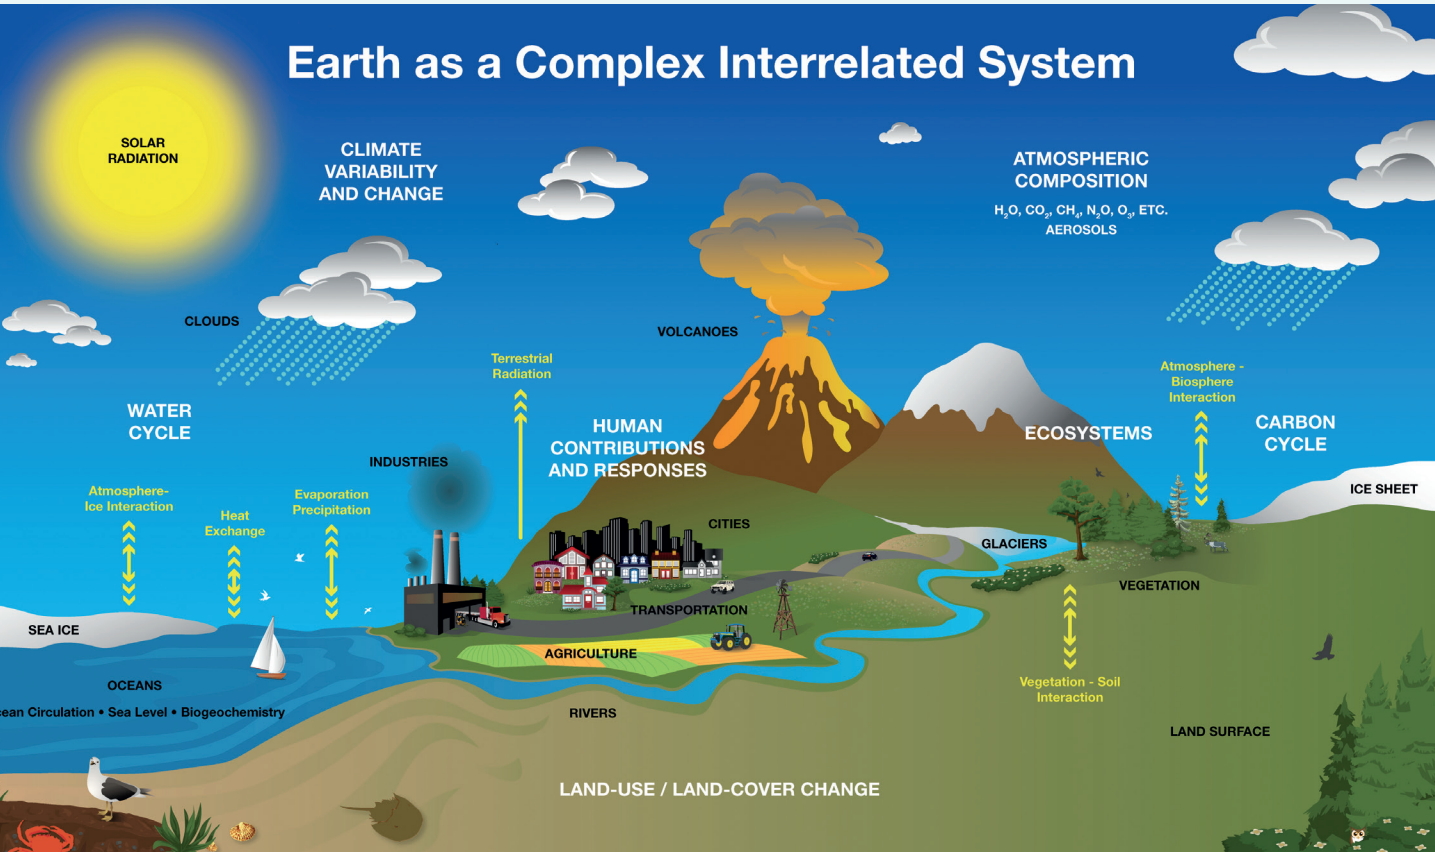 Earth as a Complex Interrelated System
SOLAR
RADIATION
CLIMATE
VARIABILITY
AND CHANGE
ATMOSPHERIC
COMPOSITION
H₂O, CO₂, CH₄, N₂O, O₃, ETC.
AEROSOLS
CLOUDS
VOLCANOES
Terrestrial
Radiation
Atmosphere -
Biosphere
Interaction
WATER
CYCLE
HUMAN
CONTRIBUTIONS
AND RESPONSES
ECOSYSTEMS
CARBON
CYCLE
INDUSTRIES
Atmosphere-
Ice Interaction
Heat
Exchange
Evaporation
Precipitation
ICE SHEET
CITIES
GLACIERS
VEGETATION
TRANSPORTATION
SEA ICE
AGRICULTURE
OCEANS
Vegetation - Soil
Interaction
cean Circulation • Sea Level • Biogeochemistry
RIVERS
LAND SURFACE
LAND-USE / LAND-COVER CHANGE